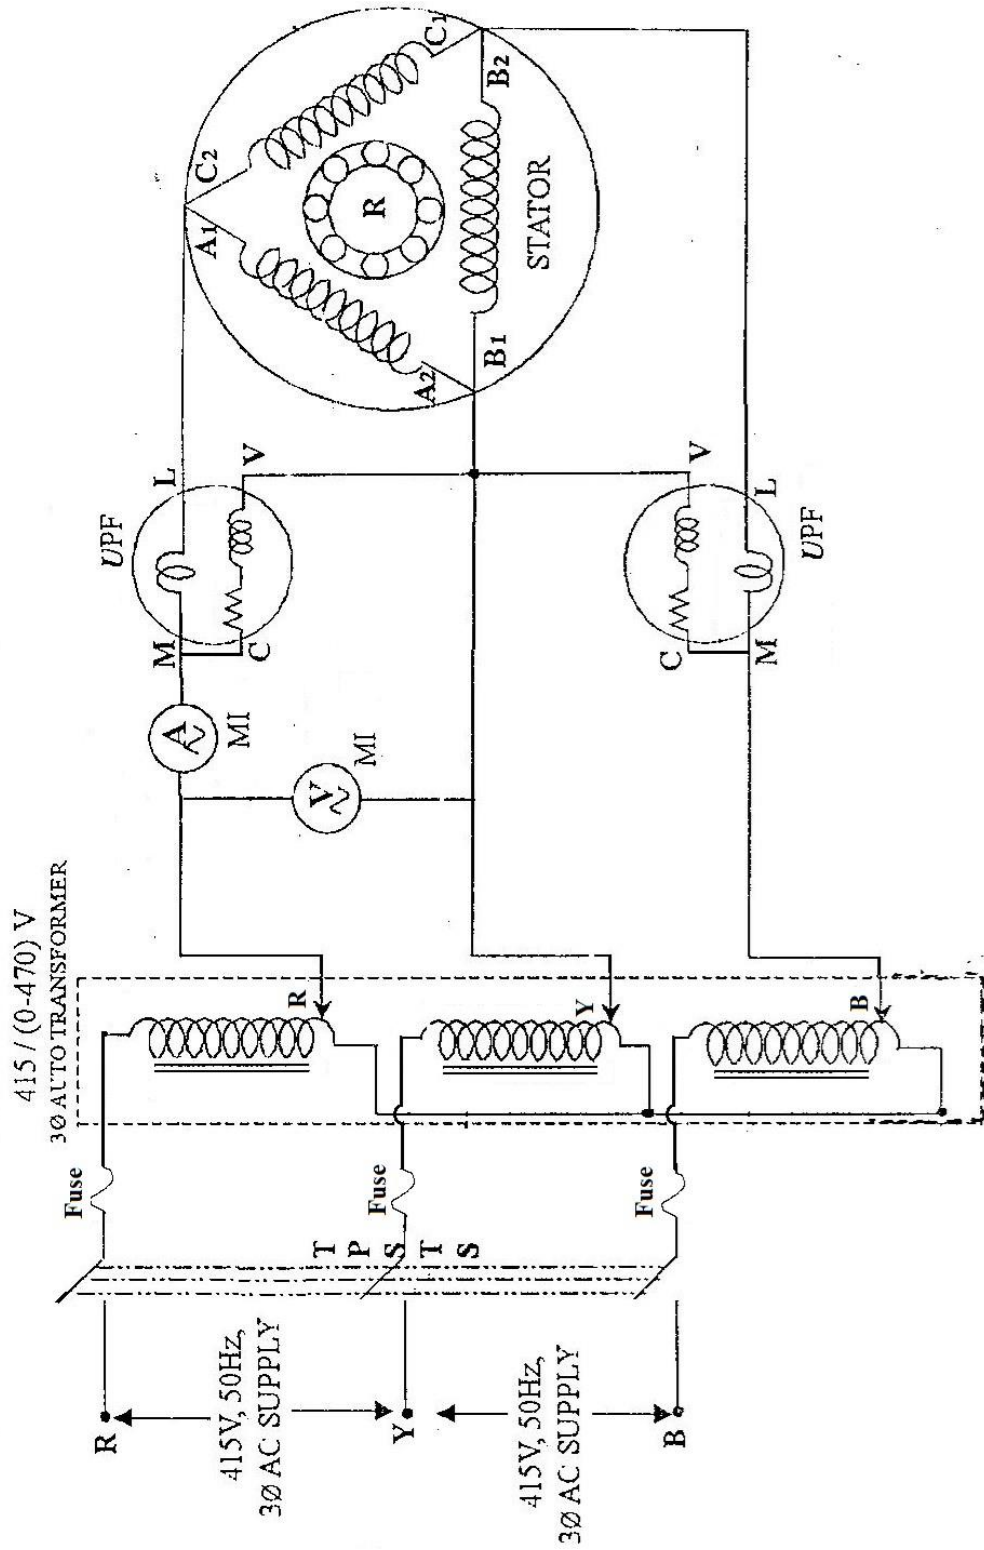 415 / (0-470) V
3Ø AUTO TRANSFORMER
R
415V, 50Hz,
3Ø AC SUPPLY
Y
415V, 50Hz,
3Ø AC SUPPLY
B
T
P
S
T
S
Fuse
Fuse
Fuse
R
Y
B
A
MI
V
MI
UPF
M
L
C
V
C
V
M
L
UPF
A1
C2
A2
C1
R
B1
B2
STATOR